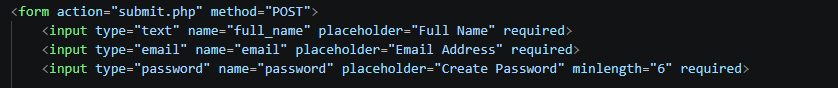 <form action="submit.php" method="POST">
<input type="text" name="full_name" placeholder="Full Name" required>
<input type="email" name="email" placeholder="Email Address" required>
<input type="password" name="password" placeholder="Create Password" minlength="6" required>